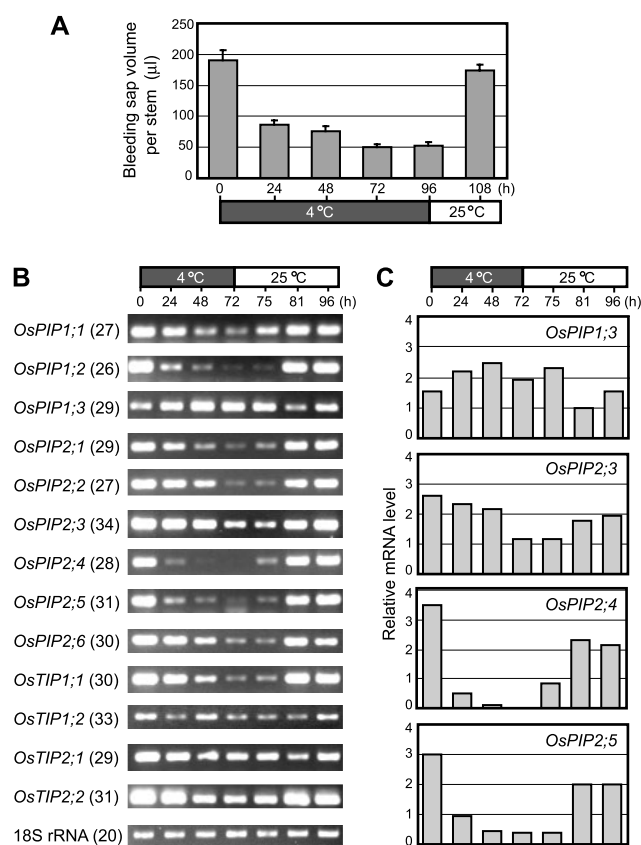 A
Bleeding sap volume
per stem (µl)
250
200
150
100
50
0
0 24 48 72 96 108 (h)
4 °C 25 °C
B
4 °C 25 °C
0 24 48 72 75 81 96 (h)
OsPIP1;1 (27)
OsPIP1;2 (26)
OsPIP1;3 (29)
OsPIP2;1 (29)
OsPIP2;2 (27)
OsPIP2;3 (34)
OsPIP2;4 (28)
OsPIP2;5 (31)
OsPIP2;6 (30)
OsTIP1;1 (30)
OsTIP1;2 (33)
OsTIP2;1 (29)
OsTIP2;2 (31)
18S rRNA (20)
C
4 °C 25 °C
0 24 48 72 75 81 96 (h)
Relative mRNA level
OsPIP1;3
4
3
2
1
0
OsPIP2;3
4
3
2
1
0
OsPIP2;4
4
3
2
1
0
OsPIP2;5
4
3
2
1
0